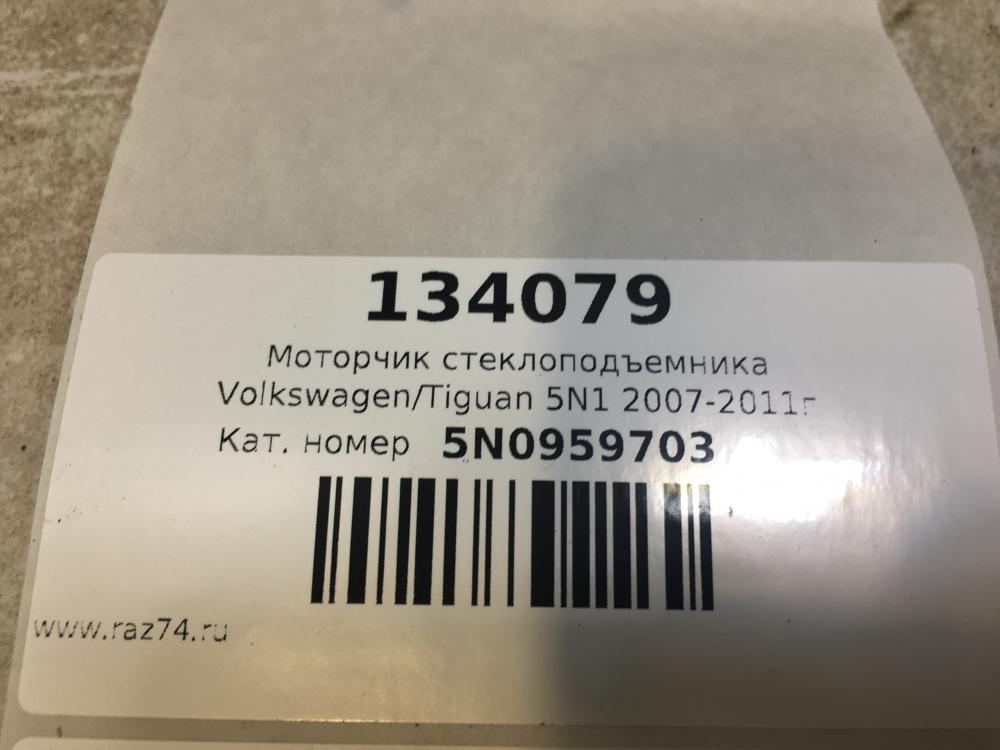 134079
Моторчик стеклоподъемника
Volkswagen/Tiguan 5N1 2007-2011г
Кат. номер 5N0959703
www.raz74.ru